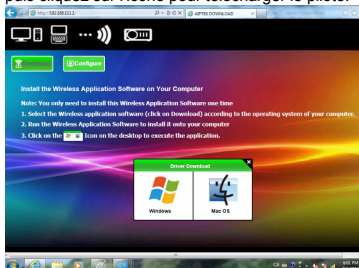 puis cliquez sur l'icône pour télécharger le pilote.
http://192.168.111.1
AIPTEK DOWNLOAD
Download
Configure
Install the Wireless Application Software on Your Computer
Note: You only need to install this Wireless Application Software one time
1. Select the wireless application software (click on Download) according to the operating system of your computer.
2. Run the Wireless Application Software to install it onto your computer
3. Click on the Icon on the desktop to execute the application.
Driver Download
Windows
Mac OS